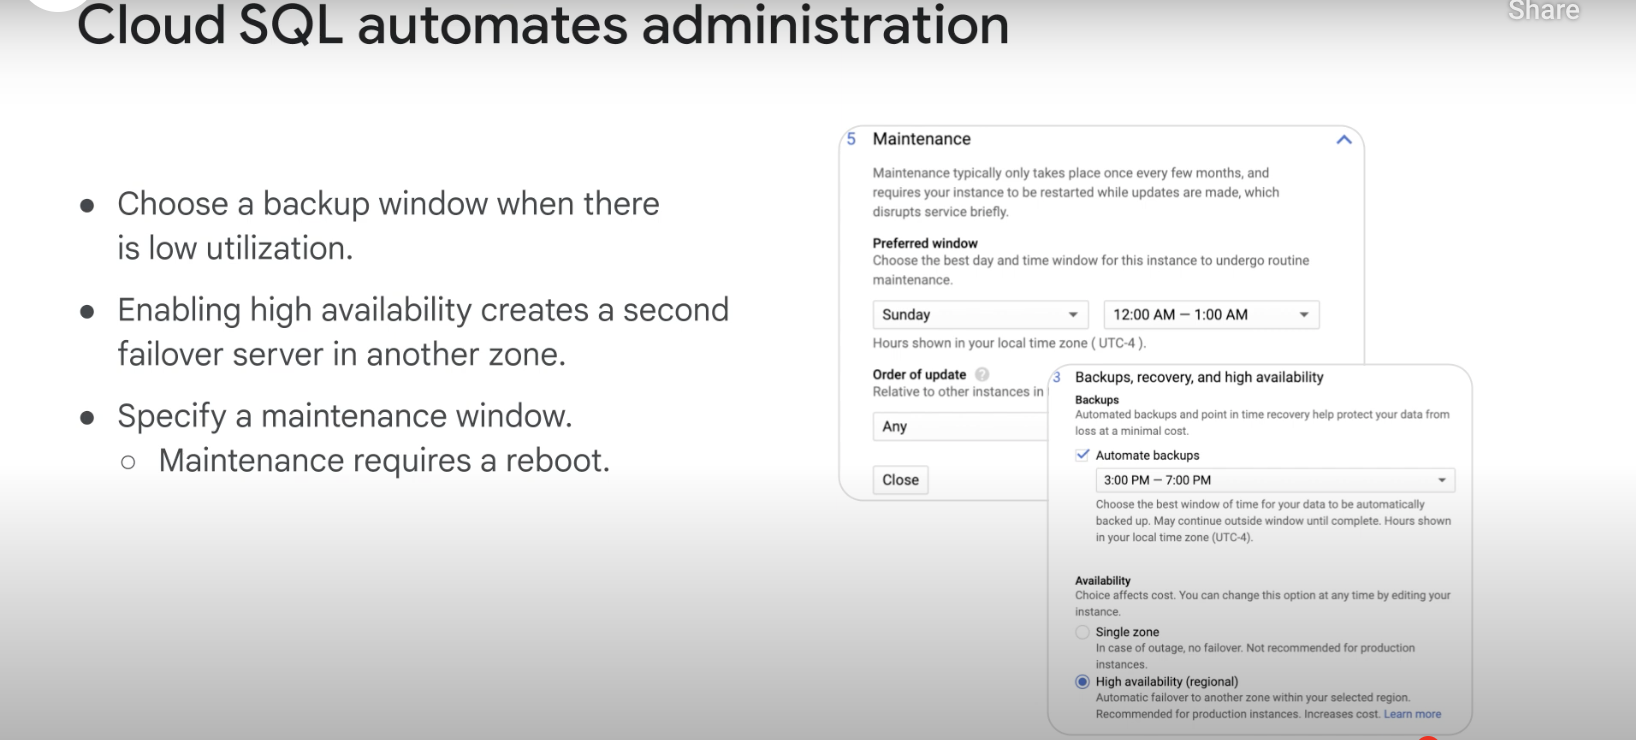 Cloud SQL automates administration
Share
● Choose a backup window when there
is low utilization.
● Enabling high availability creates a second
failover server in another zone.
● Specify a maintenance window.
○ Maintenance requires a reboot.
5 Maintenance
Maintenance typically only takes place once every few months, and
requires your instance to be restarted while updates are made, which
disrupts service briefly.
Preferred window
Choose the best day and time window for this instance to undergo routine
maintenance.
Sunday
12:00 AM — 1:00 AM
Hours shown in your local time zone ( UTC-4 ).
Order of update ?
Relative to other instances in
Any
Close
3 Backups, recovery, and high availability
Backups
Automated backups and point in time recovery help protect your data from
loss at a minimal cost.
Automate backups
3:00 PM — 7:00 PM
Choose the best window of time for your data to be automatically
backed up. May continue outside window until complete. Hours shown
in your local time zone (UTC-4).
Availability
Choice affects cost. You can change this option at any time by editing your
instance.
Single zone
In case of outage, no failover. Not recommended for production
instances.
High availability (regional)
Automatic failover to another zone within your selected region.
Recommended for production instances. Increases cost. Learn more